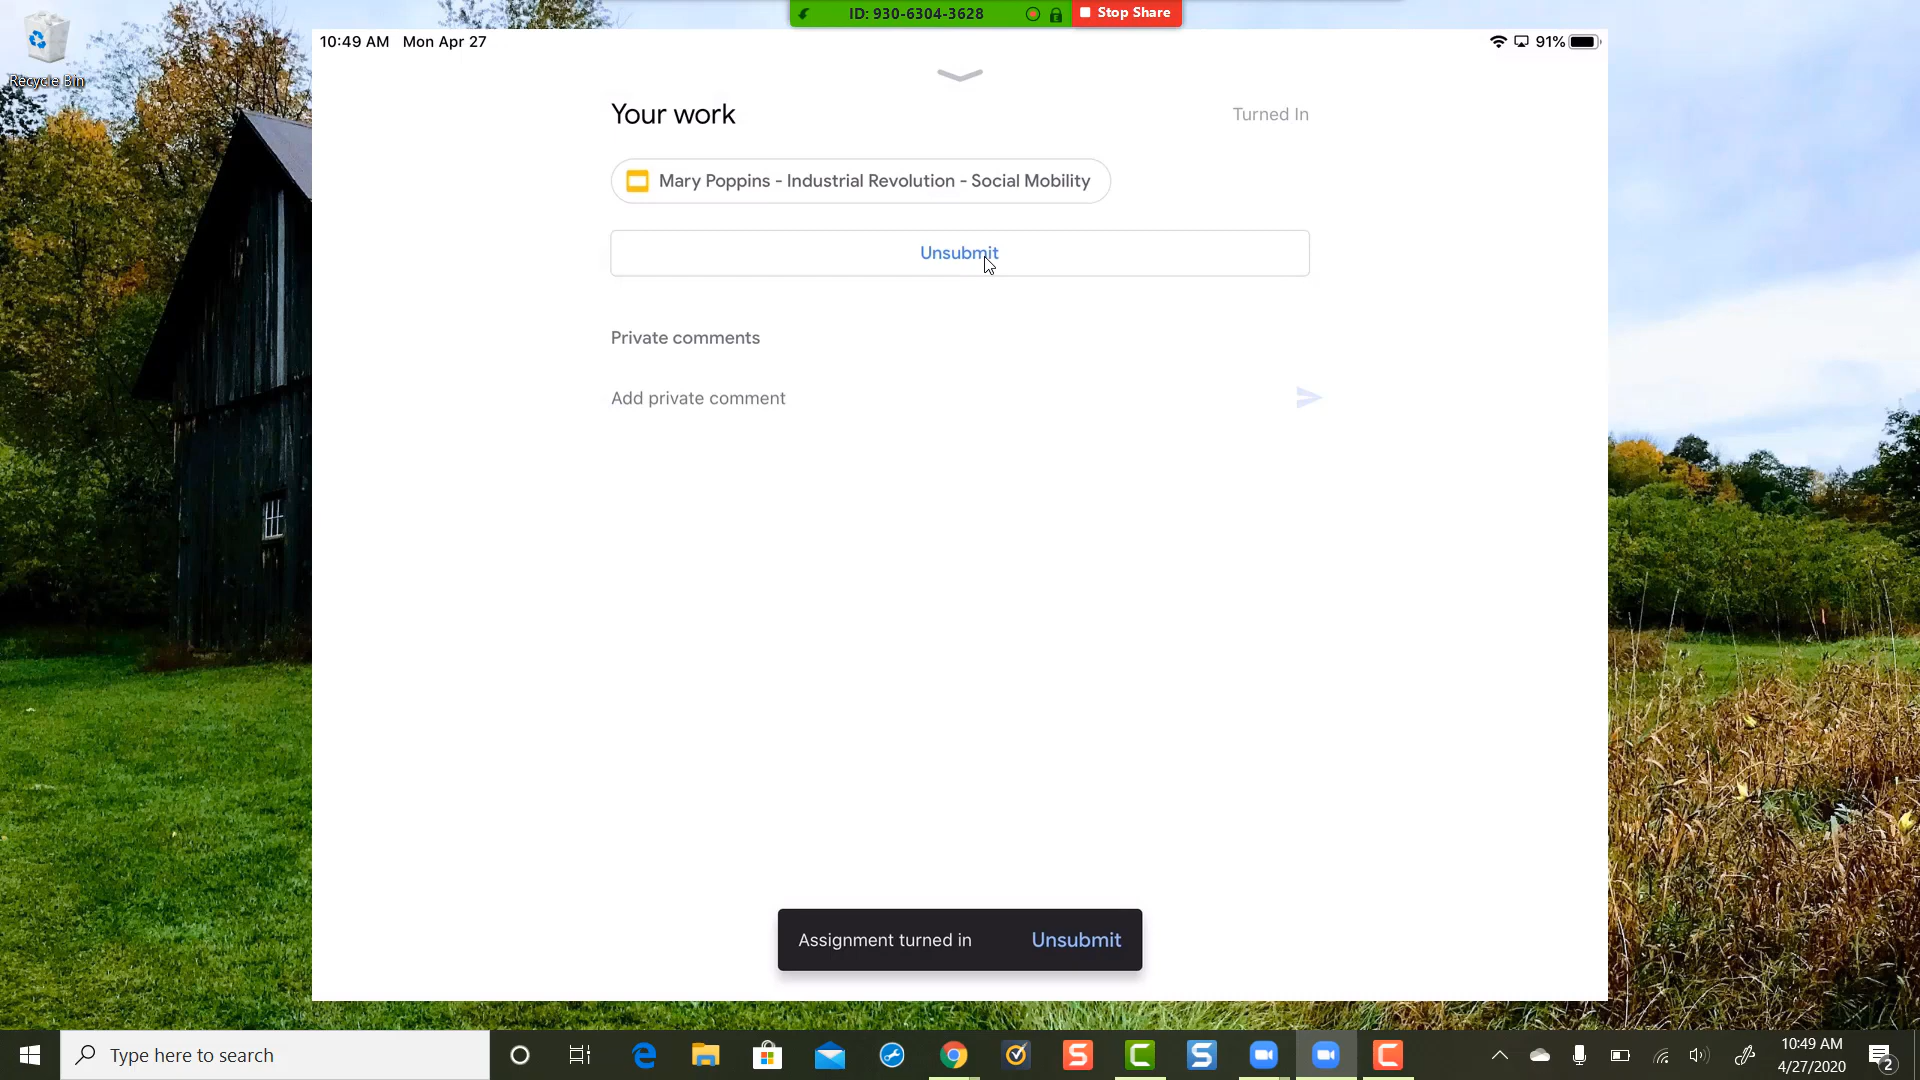 ID: 930-6304-3628
Stop Share
Recycle Bin
10:49 AM Mon Apr 27
91%
Your work
Turned In
Mary Poppins - Industrial Revolution - Social Mobility
Unsubmit
Private comments
Add private comment
Assignment turned in
Unsubmit
Type here to search
10:49 AM
4/27/2020
2